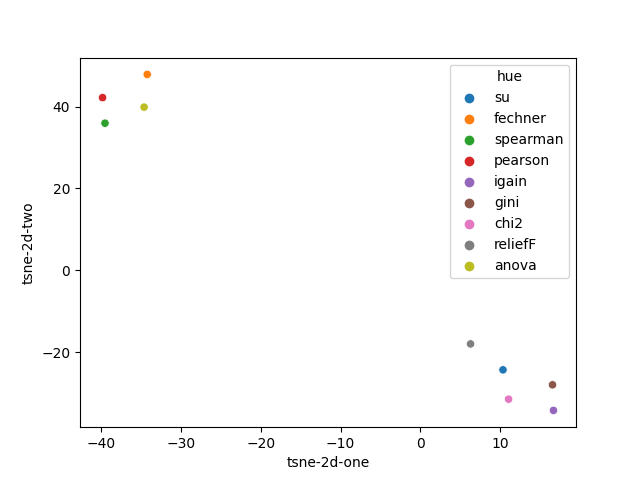 hue
su
fechner
spearman
pearson
igain
gini
chi2
reliefF
anova
40
20
0
−20
tsne-2d-two
−40 −30 −20 −10 0 10
tsne-2d-one